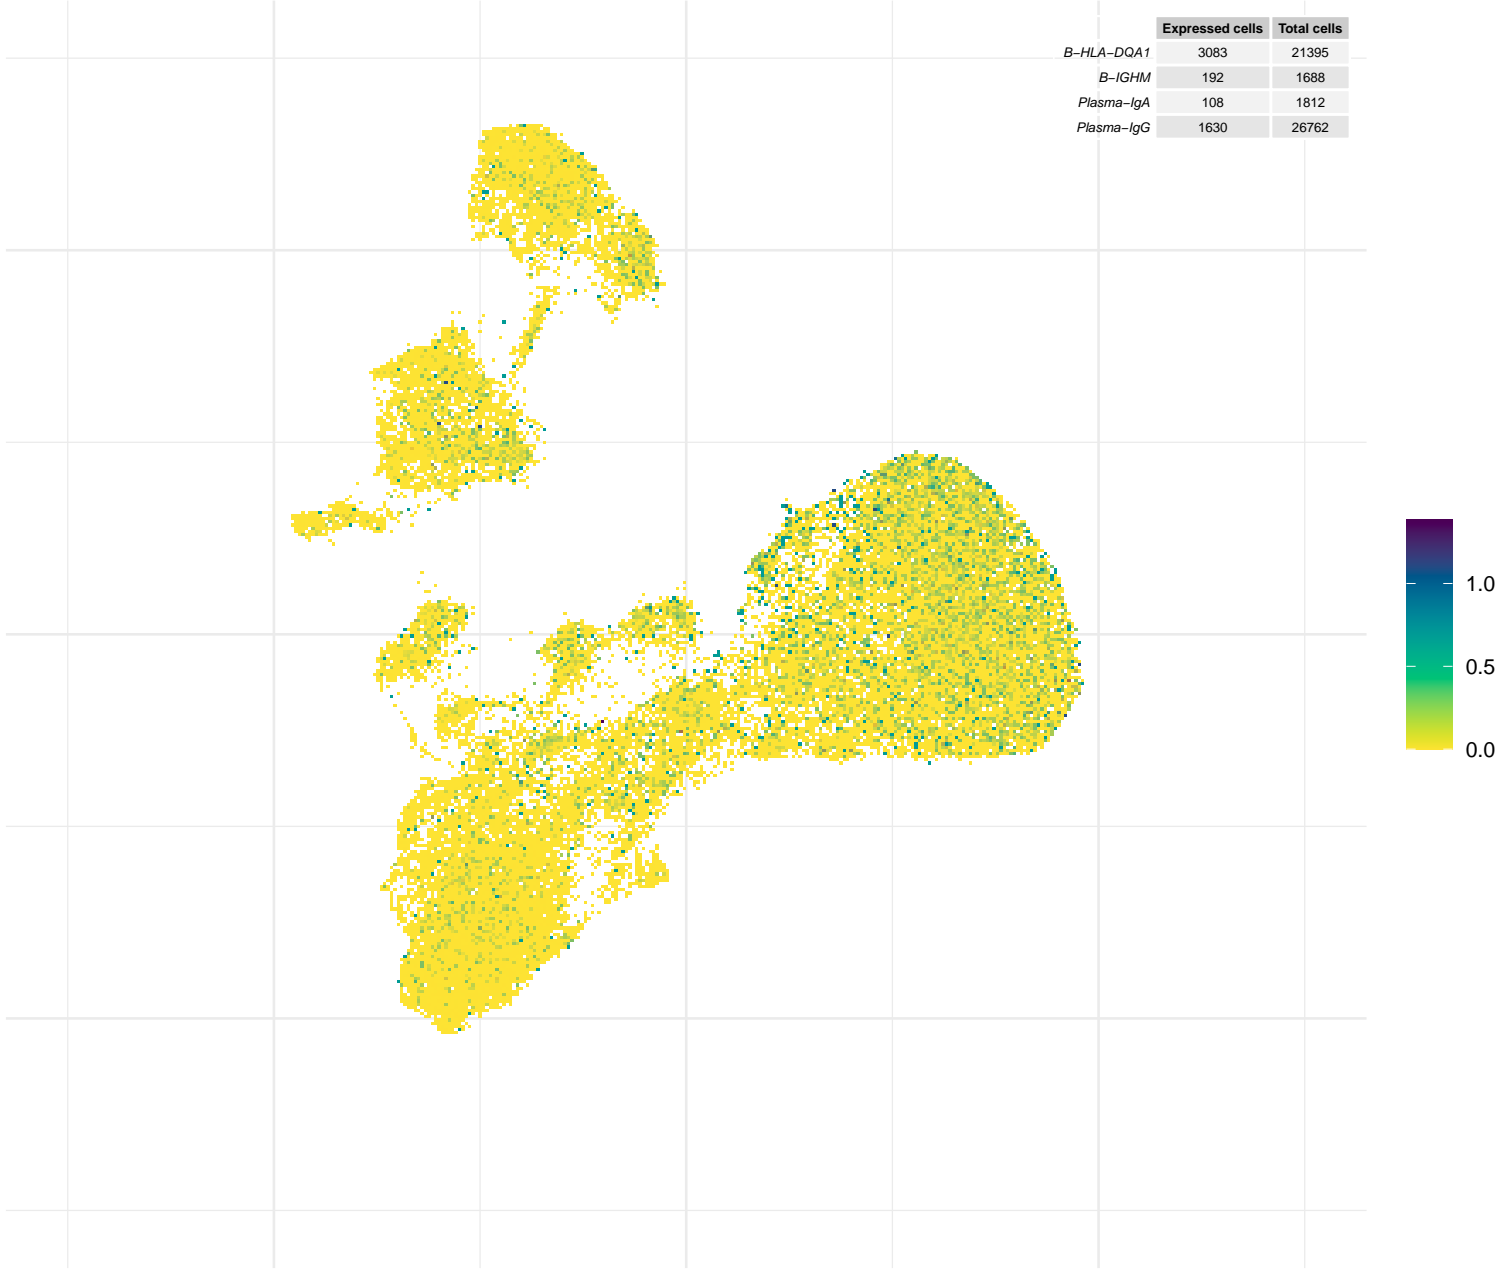 Expressed cells Total cells
B−HLA−DQA1 3083 21395
B−IGHM 192 1688
Plasma−IgA 108 1812
Plasma−IgG 1630 26762
1.0
0.5
0.0